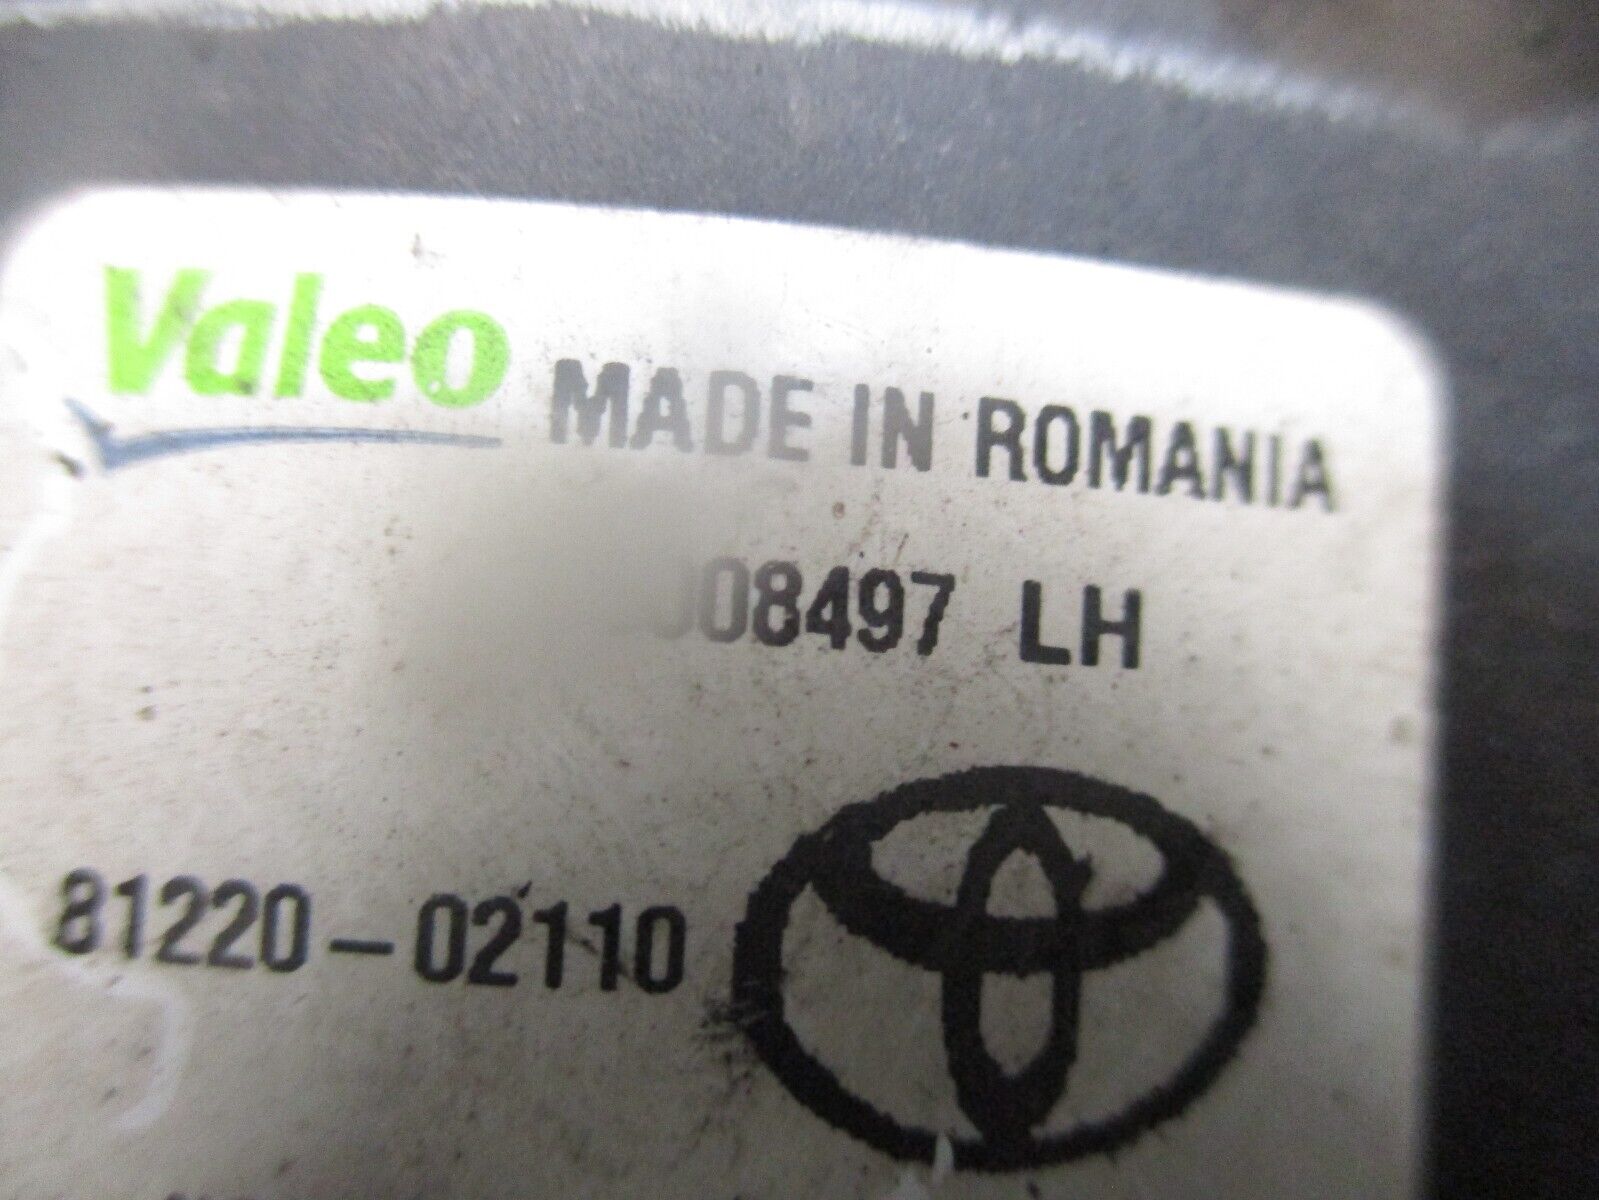 Valeo MADE IN ROMANIA
08497 LH
81220-02110